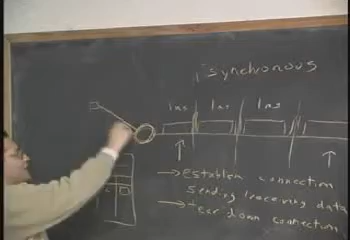 synchronous
1ms 1ms 1ms
→ establish connection
sending/receiving data
→ tear down connection